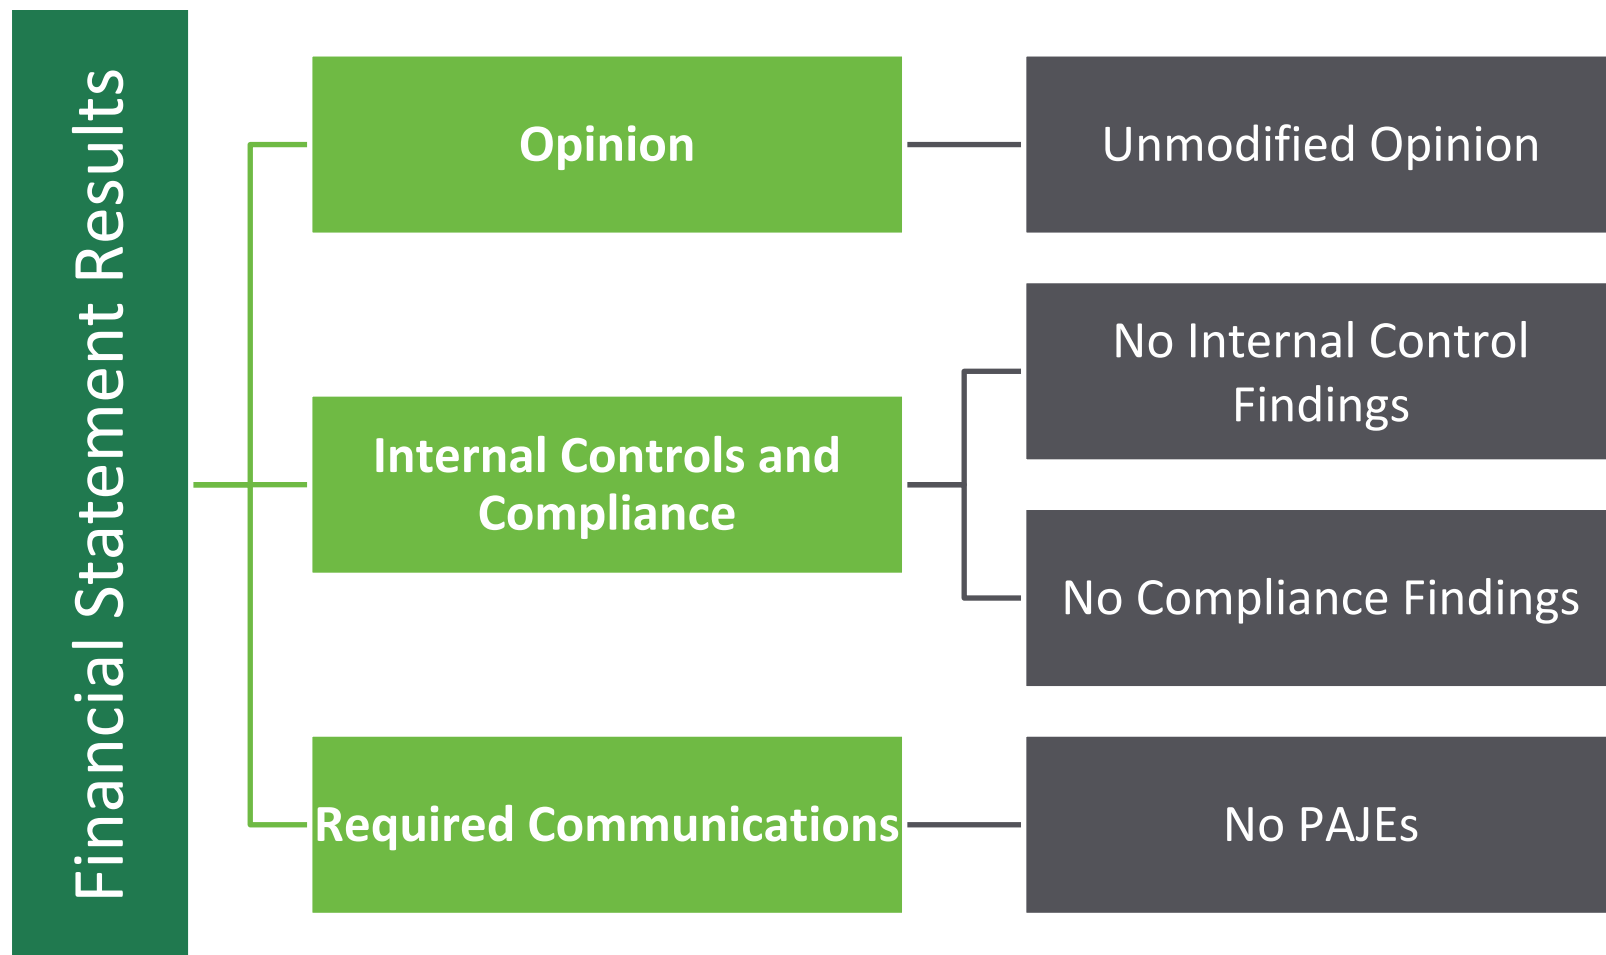 Financial Statement Results
Opinion
Unmodified Opinion
Internal Controls and
Compliance
No Internal Control
Findings
No Compliance Findings
Required Communications
No PAJEs